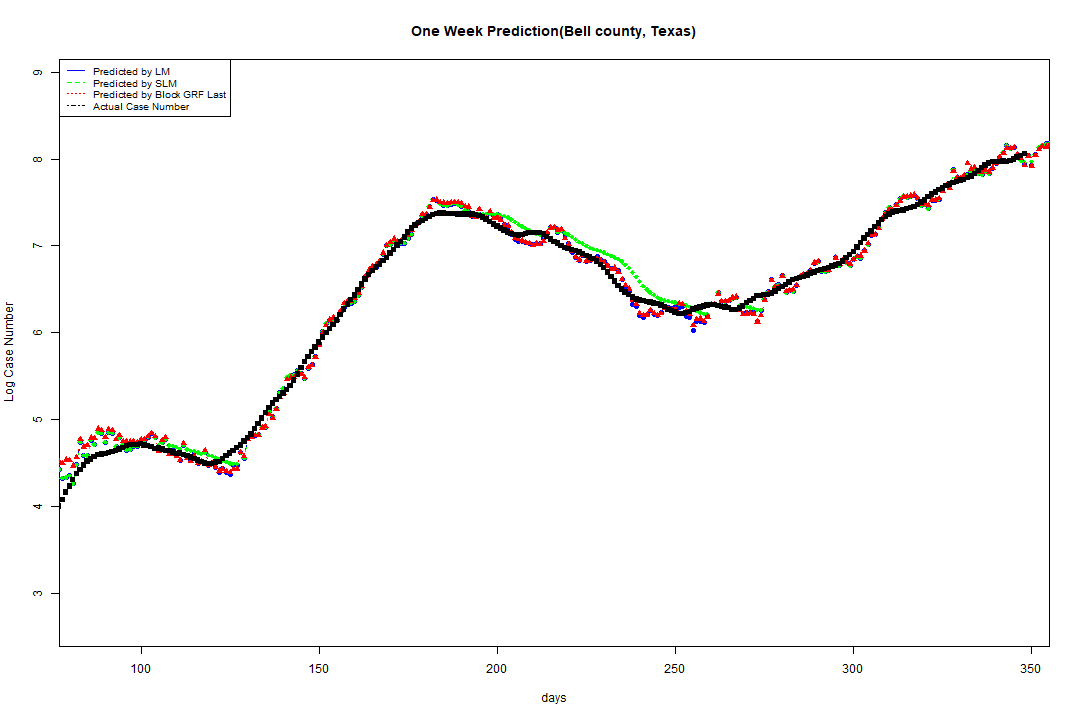 One Week Prediction(Bell county, Texas)
Predicted by LM
Predicted by SLM
Predicted by Block GRF Last
Actual Case Number
9
8
7
6
5
4
3
Log Case Number
100 150 200 250 300 350
days